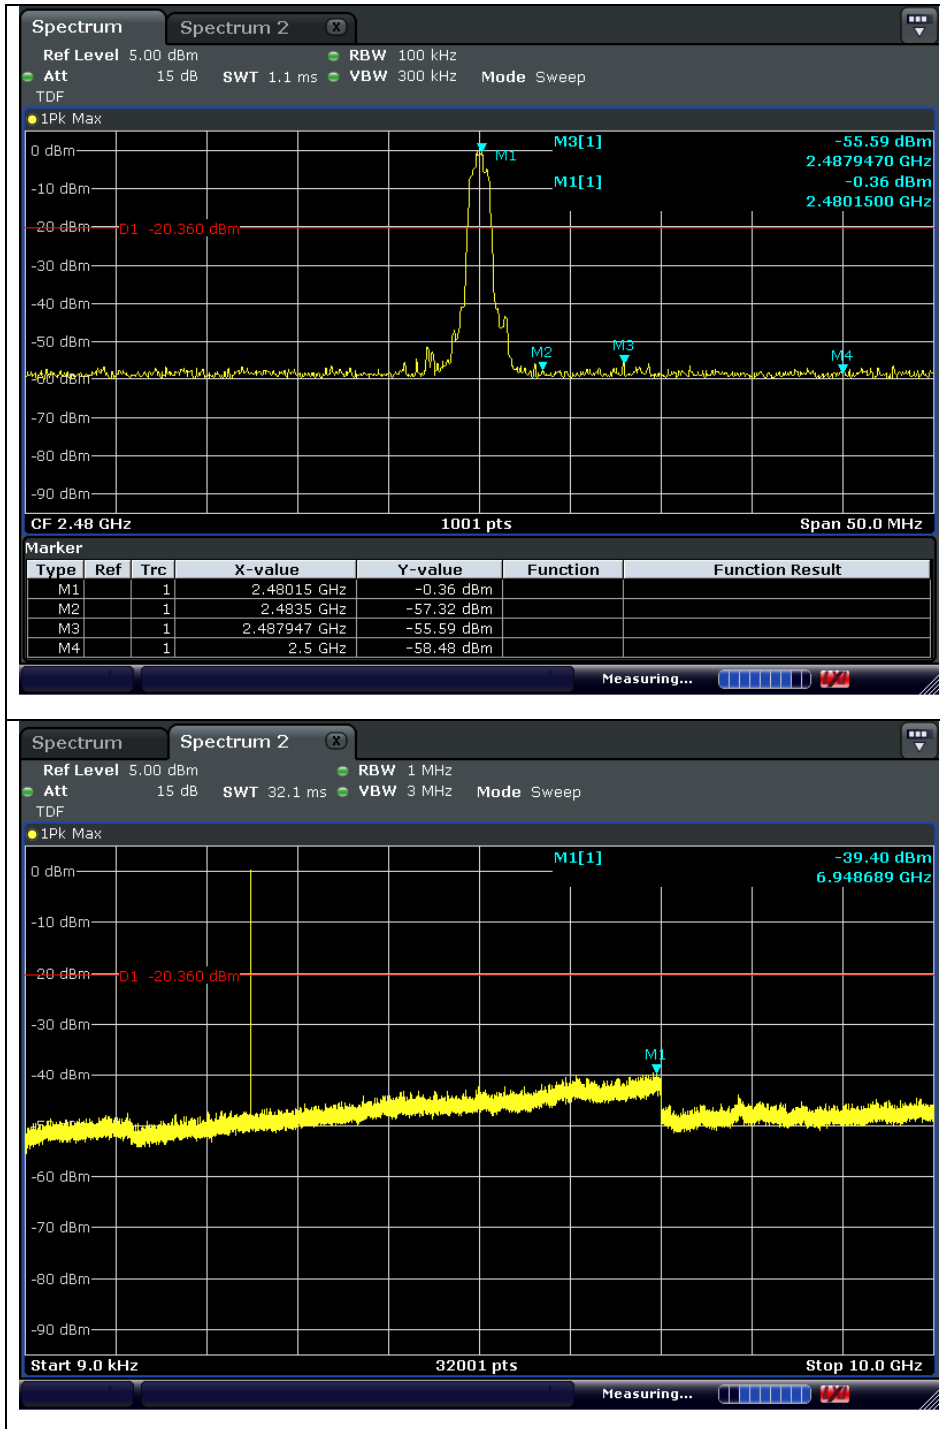 Spectrum Spectrum 2 X
Ref Level 5.00 dBm RBW 100 kHz
Att 15 dB SWT 1.1 ms VBW 300 kHz Mode Sweep
TDF
1Pk Max
M3[1] -55.59 dBm
2.4879470 GHz
M1[1] -0.36 dBm
2.4801500 GHz
0 dBm
M1
-10 dBm
-20 dBm
D1 -20.360 dBm
-30 dBm
-40 dBm
-50 dBm
M2 M3 M4
-60 dBm
-70 dBm
-80 dBm
-90 dBm
CF 2.48 GHz 1001 pts Span 50.0 MHz
Marker
Type Ref Trc X-value Y-value Function Function Result
M1 1 2.48015 GHz -0.36 dBm
M2 1 2.4835 GHz -57.32 dBm
M3 1 2.487947 GHz -55.59 dBm
M4 1 2.5 GHz -58.48 dBm
Measuring...
Spectrum Spectrum 2 X
Ref Level 5.00 dBm RBW 1 MHz
Att 15 dB SWT 32.1 ms VBW 3 MHz Mode Sweep
TDF
1Pk Max
M1[1] -39.40 dBm
6.948689 GHz
0 dBm
-10 dBm
-20 dBm
D1 -20.360 dBm
-30 dBm
M1
-40 dBm
-60 dBm
-70 dBm
-80 dBm
-90 dBm
Start 9.0 kHz 32001 pts Stop 10.0 GHz
Measuring...